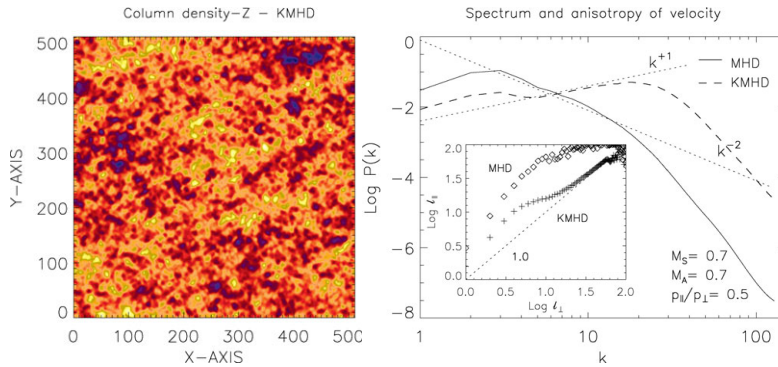 Column density-Z - KMHD
Y-AXIS
500
400
300
200
100
0
0 100 200 300 400 500
X-AXIS
Spectrum and anisotropy of velocity
Log P(k)
0
-2
-4
-6
-8
1 10 100
k
k+1
MHD
KMHD
k-2
Log ℓ∥
2.0
1.5
1.0
0.5
0.0
MHD
KMHD
1.0
0.0 0.5 1.0 1.5 2.0
Log ℓ⊥
MS= 0.7
MA= 0.7
p∥/p⊥= 0.5